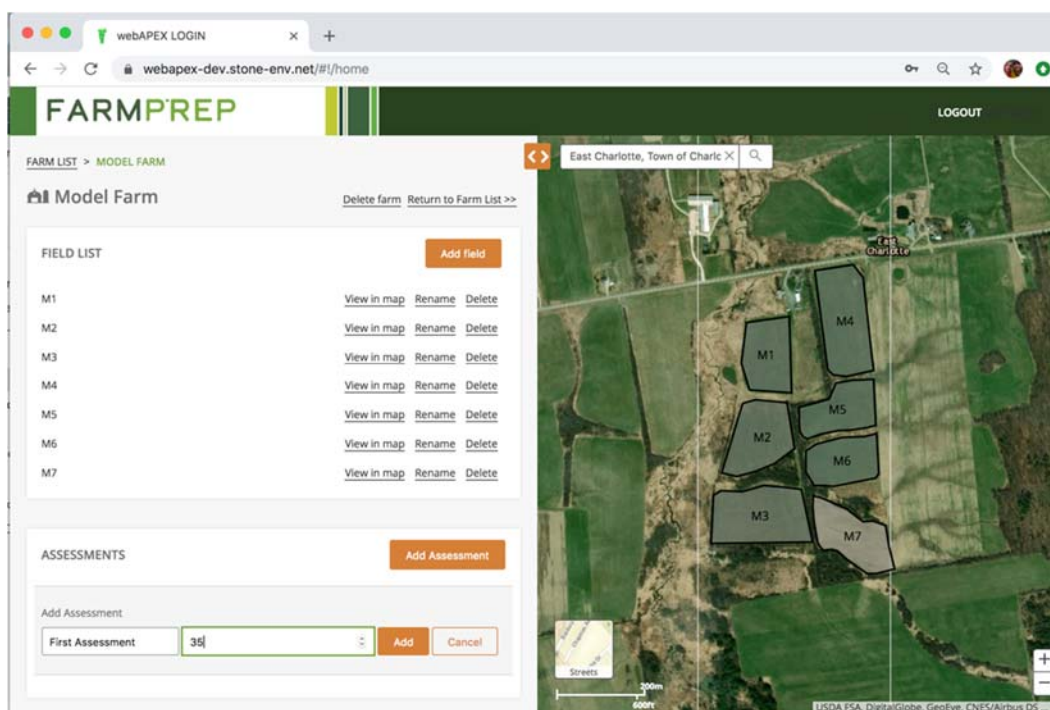 webAPEX LOGIN
webapex-dev.stone-env.net/#!/home
FARMPREP
LOGOUT
FARM LIST > MODEL FARM
Model Farm
Delete farm Return to Farm List >>
FIELD LIST
Add field
M1 View in map Rename Delete
M2 View in map Rename Delete
M3 View in map Rename Delete
M4 View in map Rename Delete
M5 View in map Rename Delete
M6 View in map Rename Delete
M7 View in map Rename Delete
ASSESSMENTS
Add Assessment
Add Assessment
First Assessment 35 Add Cancel
East Charlotte, Town of Charlc
East
Charlotte
M4
M1
M5
M2
M6
M3
M7
Streets
200m
600ft
USDA FSA, DigitalGlobe, GeoEye, CNES/Airbus DS